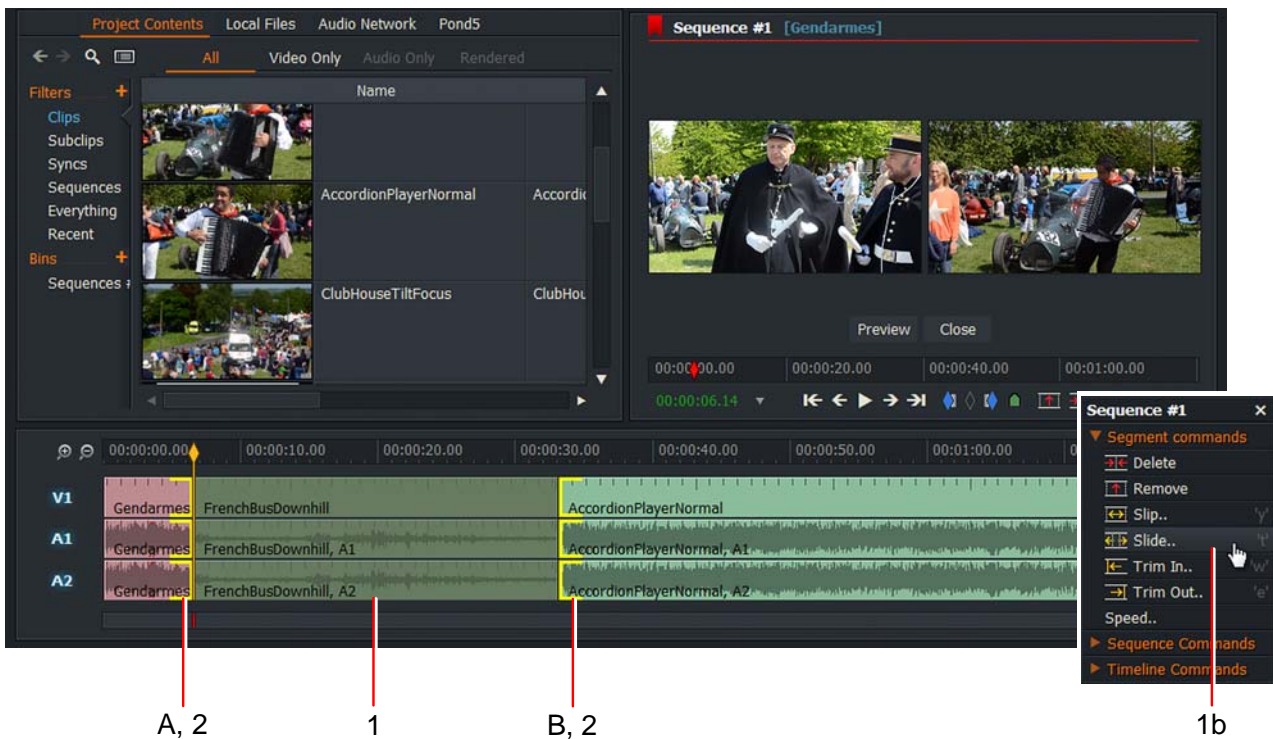 Project Contents Local Files Audio Network Pond5
All Video Only Audio Only Rendered
Filters +
Name
Clips
Subclips
Syncs
Sequences
Everything
Recent
Bins +
Sequences
AccordionPlayerNormal Accordi
ClubHouseTiltFocus ClubHou
Sequence #1 [Gendarmes]
Preview Close
00:00:20.00 00:00:40.00 00:01:00.00
00:00:06.14
00:00:00.00 00:00:10.00 00:00:20.00 00:00:30.00 00:00:40.00 00:00:50.00 00:01:00.00 0
V1 Gendarmes FrenchBusDownhill AccordionPlayerNormal
A1 Gendarmes FrenchBusDownhill, A1 AccordionPlayerNormal, A1
A2 Gendarmes FrenchBusDownhill, A2 AccordionPlayerNormal, A2
Sequence #1 ×
Segment commands
Delete
Remove
Slip.. 'y'
Slide.. 't'
Trim In.. 'w'
Trim Out.. 'e'
Speed..
Sequence Commands
Timeline Commands
A, 2 1 B, 2 1b